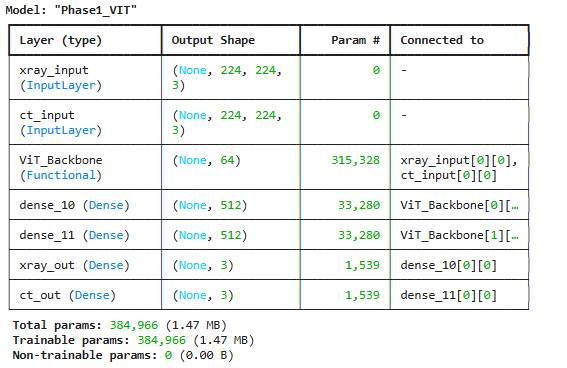 Model: "Phase1_VIT"
Layer (type) Output Shape Param # Connected to
xray_input (None, 224, 224, 0 -
(InputLayer) 3)
ct_input (None, 224, 224, 0 -
(InputLayer) 3)
ViT_Backbone (None, 64) 315,328 xray_input[0][0],
(Functional) ct_input[0][0]
dense_10 (Dense) (None, 512) 33,280 ViT_Backbone[0][…
dense_11 (Dense) (None, 512) 33,280 ViT_Backbone[1][…
xray_out (Dense) (None, 3) 1,539 dense_10[0][0]
ct_out (Dense) (None, 3) 1,539 dense_11[0][0]
Total params: 384,966 (1.47 MB)
Trainable params: 384,966 (1.47 MB)
Non-trainable params: 0 (0.00 B)